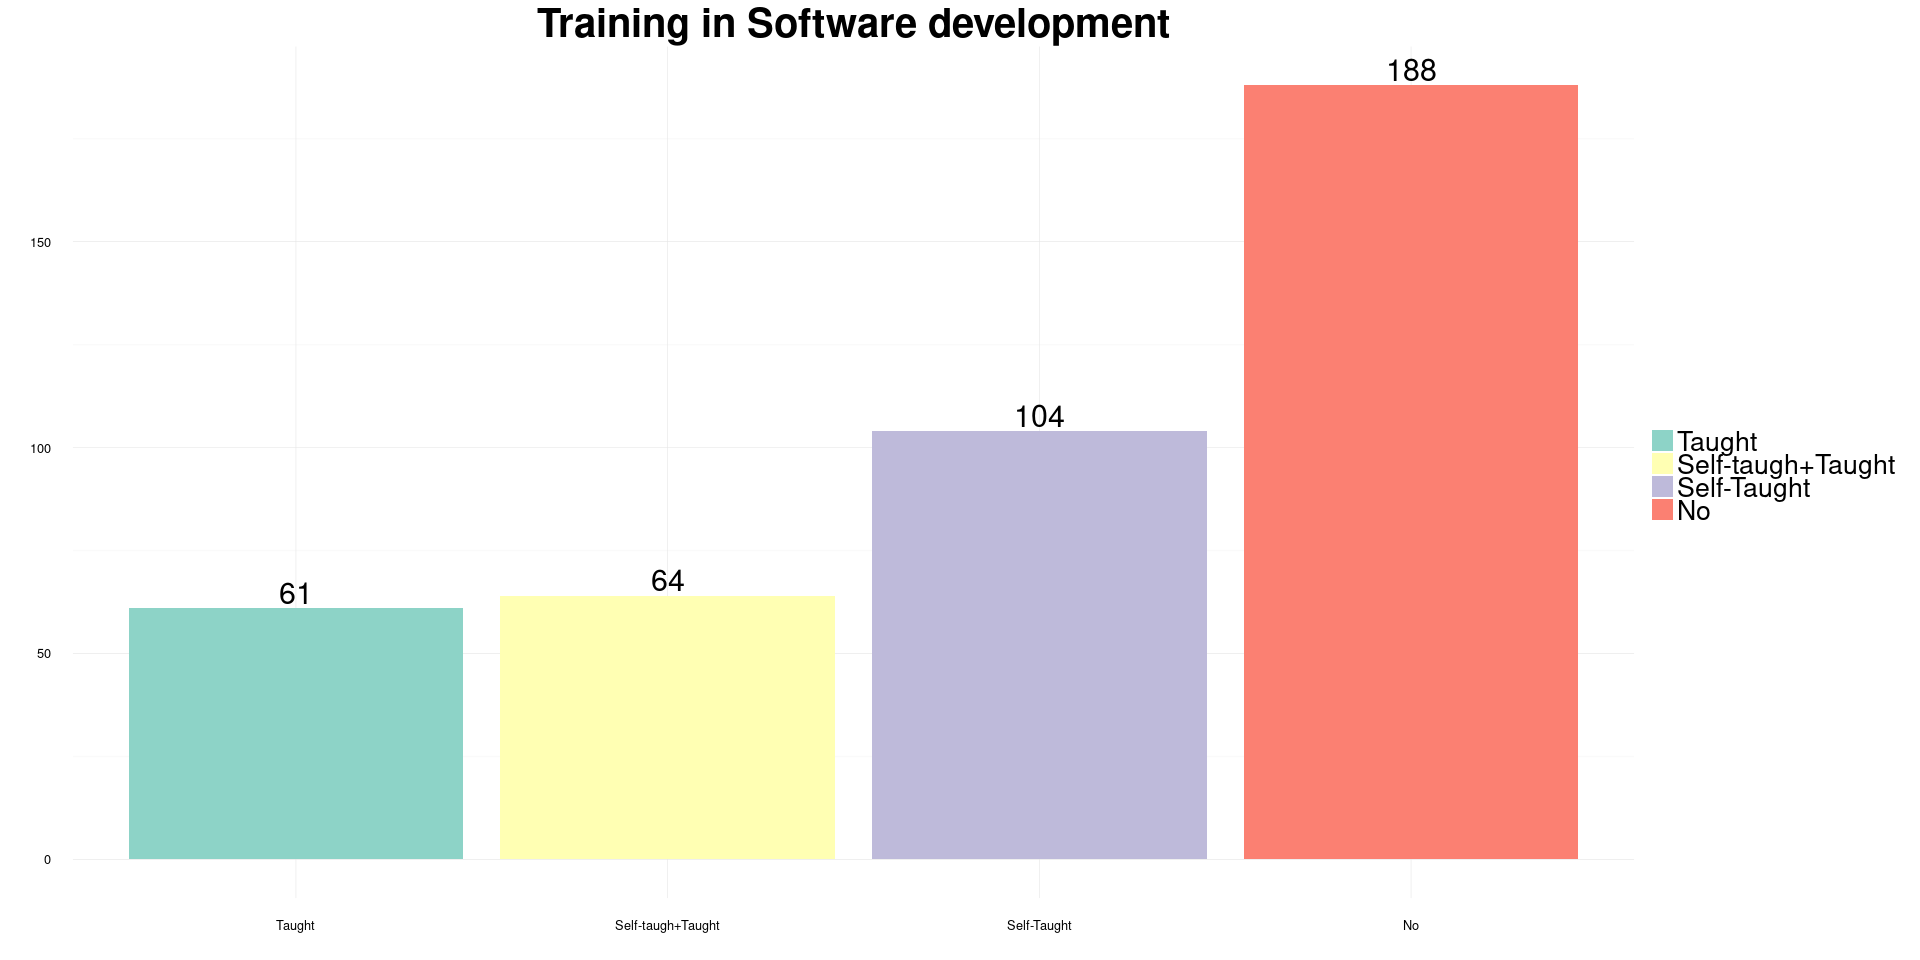 Training in Software development
188
104
64
61
150
100
50
0
Taught
Self-taugh+Taught
Self-Taught
No
Taught
Self-taugh+Taught
Self-Taught
No